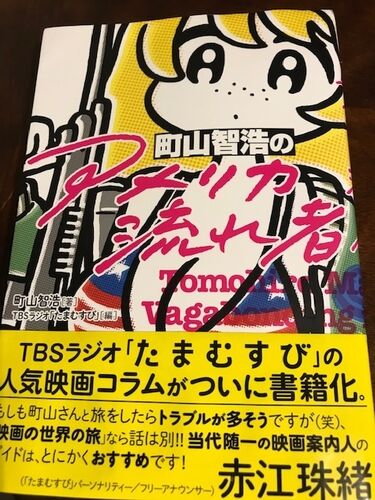 町山智浩の
アメリカ
流れ者
Tomohiro M
Vagabonding
町山智浩[著]
TBSラジオ「たまむすび」[編]
TBSラジオ「たまむすび」の
人気映画コラムがついに書籍化。
もしも町山さんと旅をしたらトラブルが多そうですが(笑)、
映画の世界の旅」なら話は別!! 当代随一の映画案内人の
ガイドは、とにかくおすすめです!
(「たまむすび」パーソナリティー/フリーアナウンサー)
赤江珠緒